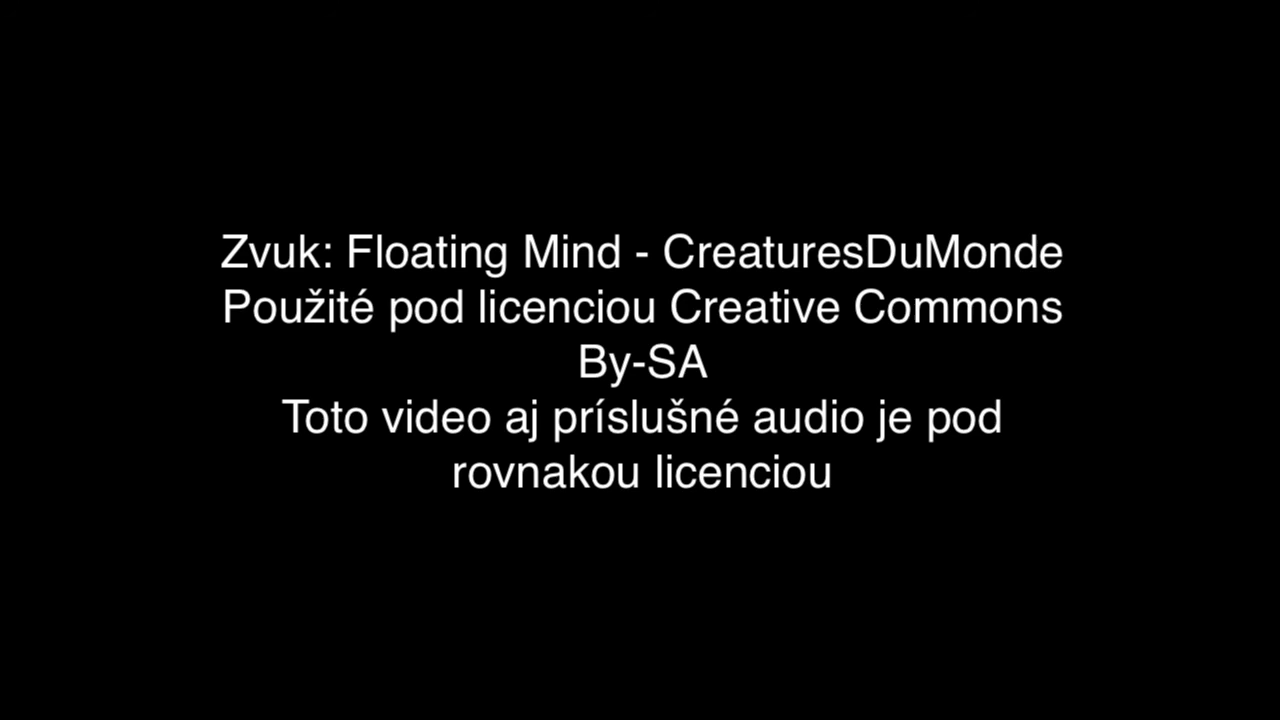 Zvuk: Floating Mind - CreaturesDuMonde
Použité pod licenciou Creative Commons
By-SA
Toto video aj príslušné audio je pod
rovnakou licenciou